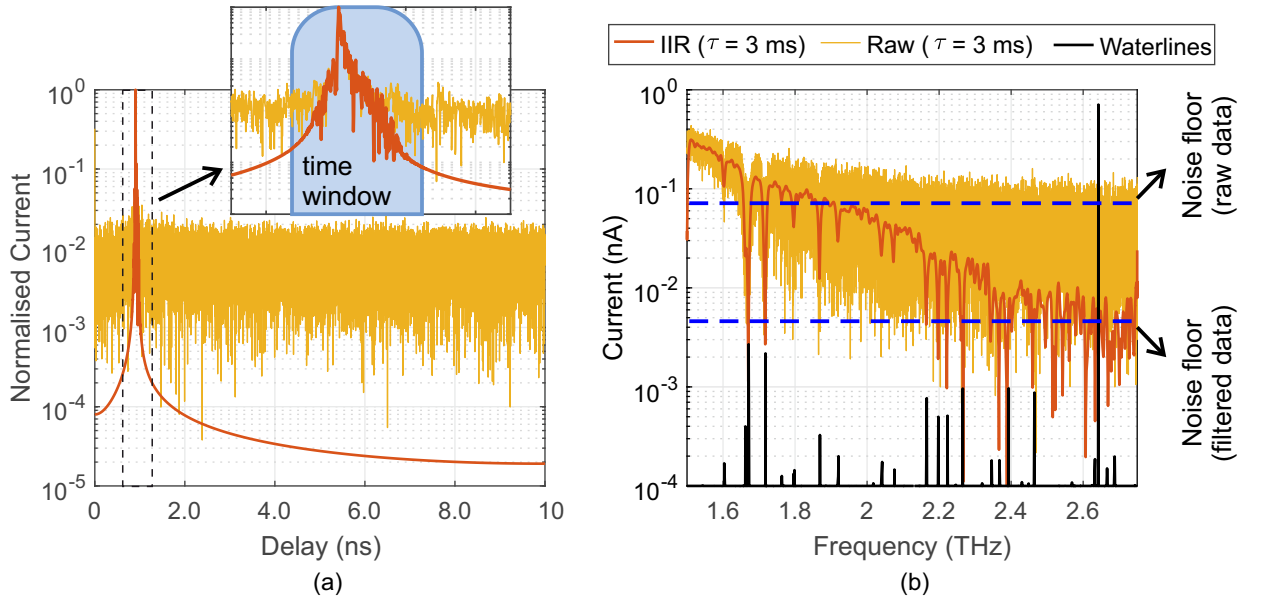 IIR (τ = 3 ms)
Raw (τ = 3 ms)
Waterlines
time
window
Normalised Current
10^0
10^-1
10^-2
10^-3
10^-4
10^-5
0
2.0
4.0
6.0
8.0
10
Delay (ns)
(a)
Current (nA)
10^0
10^-1
10^-2
10^-3
10^-4
1.6
1.8
2
2.2
2.4
2.6
Frequency (THz)
(b)
Noise floor
(raw data)
Noise floor
(filtered data)